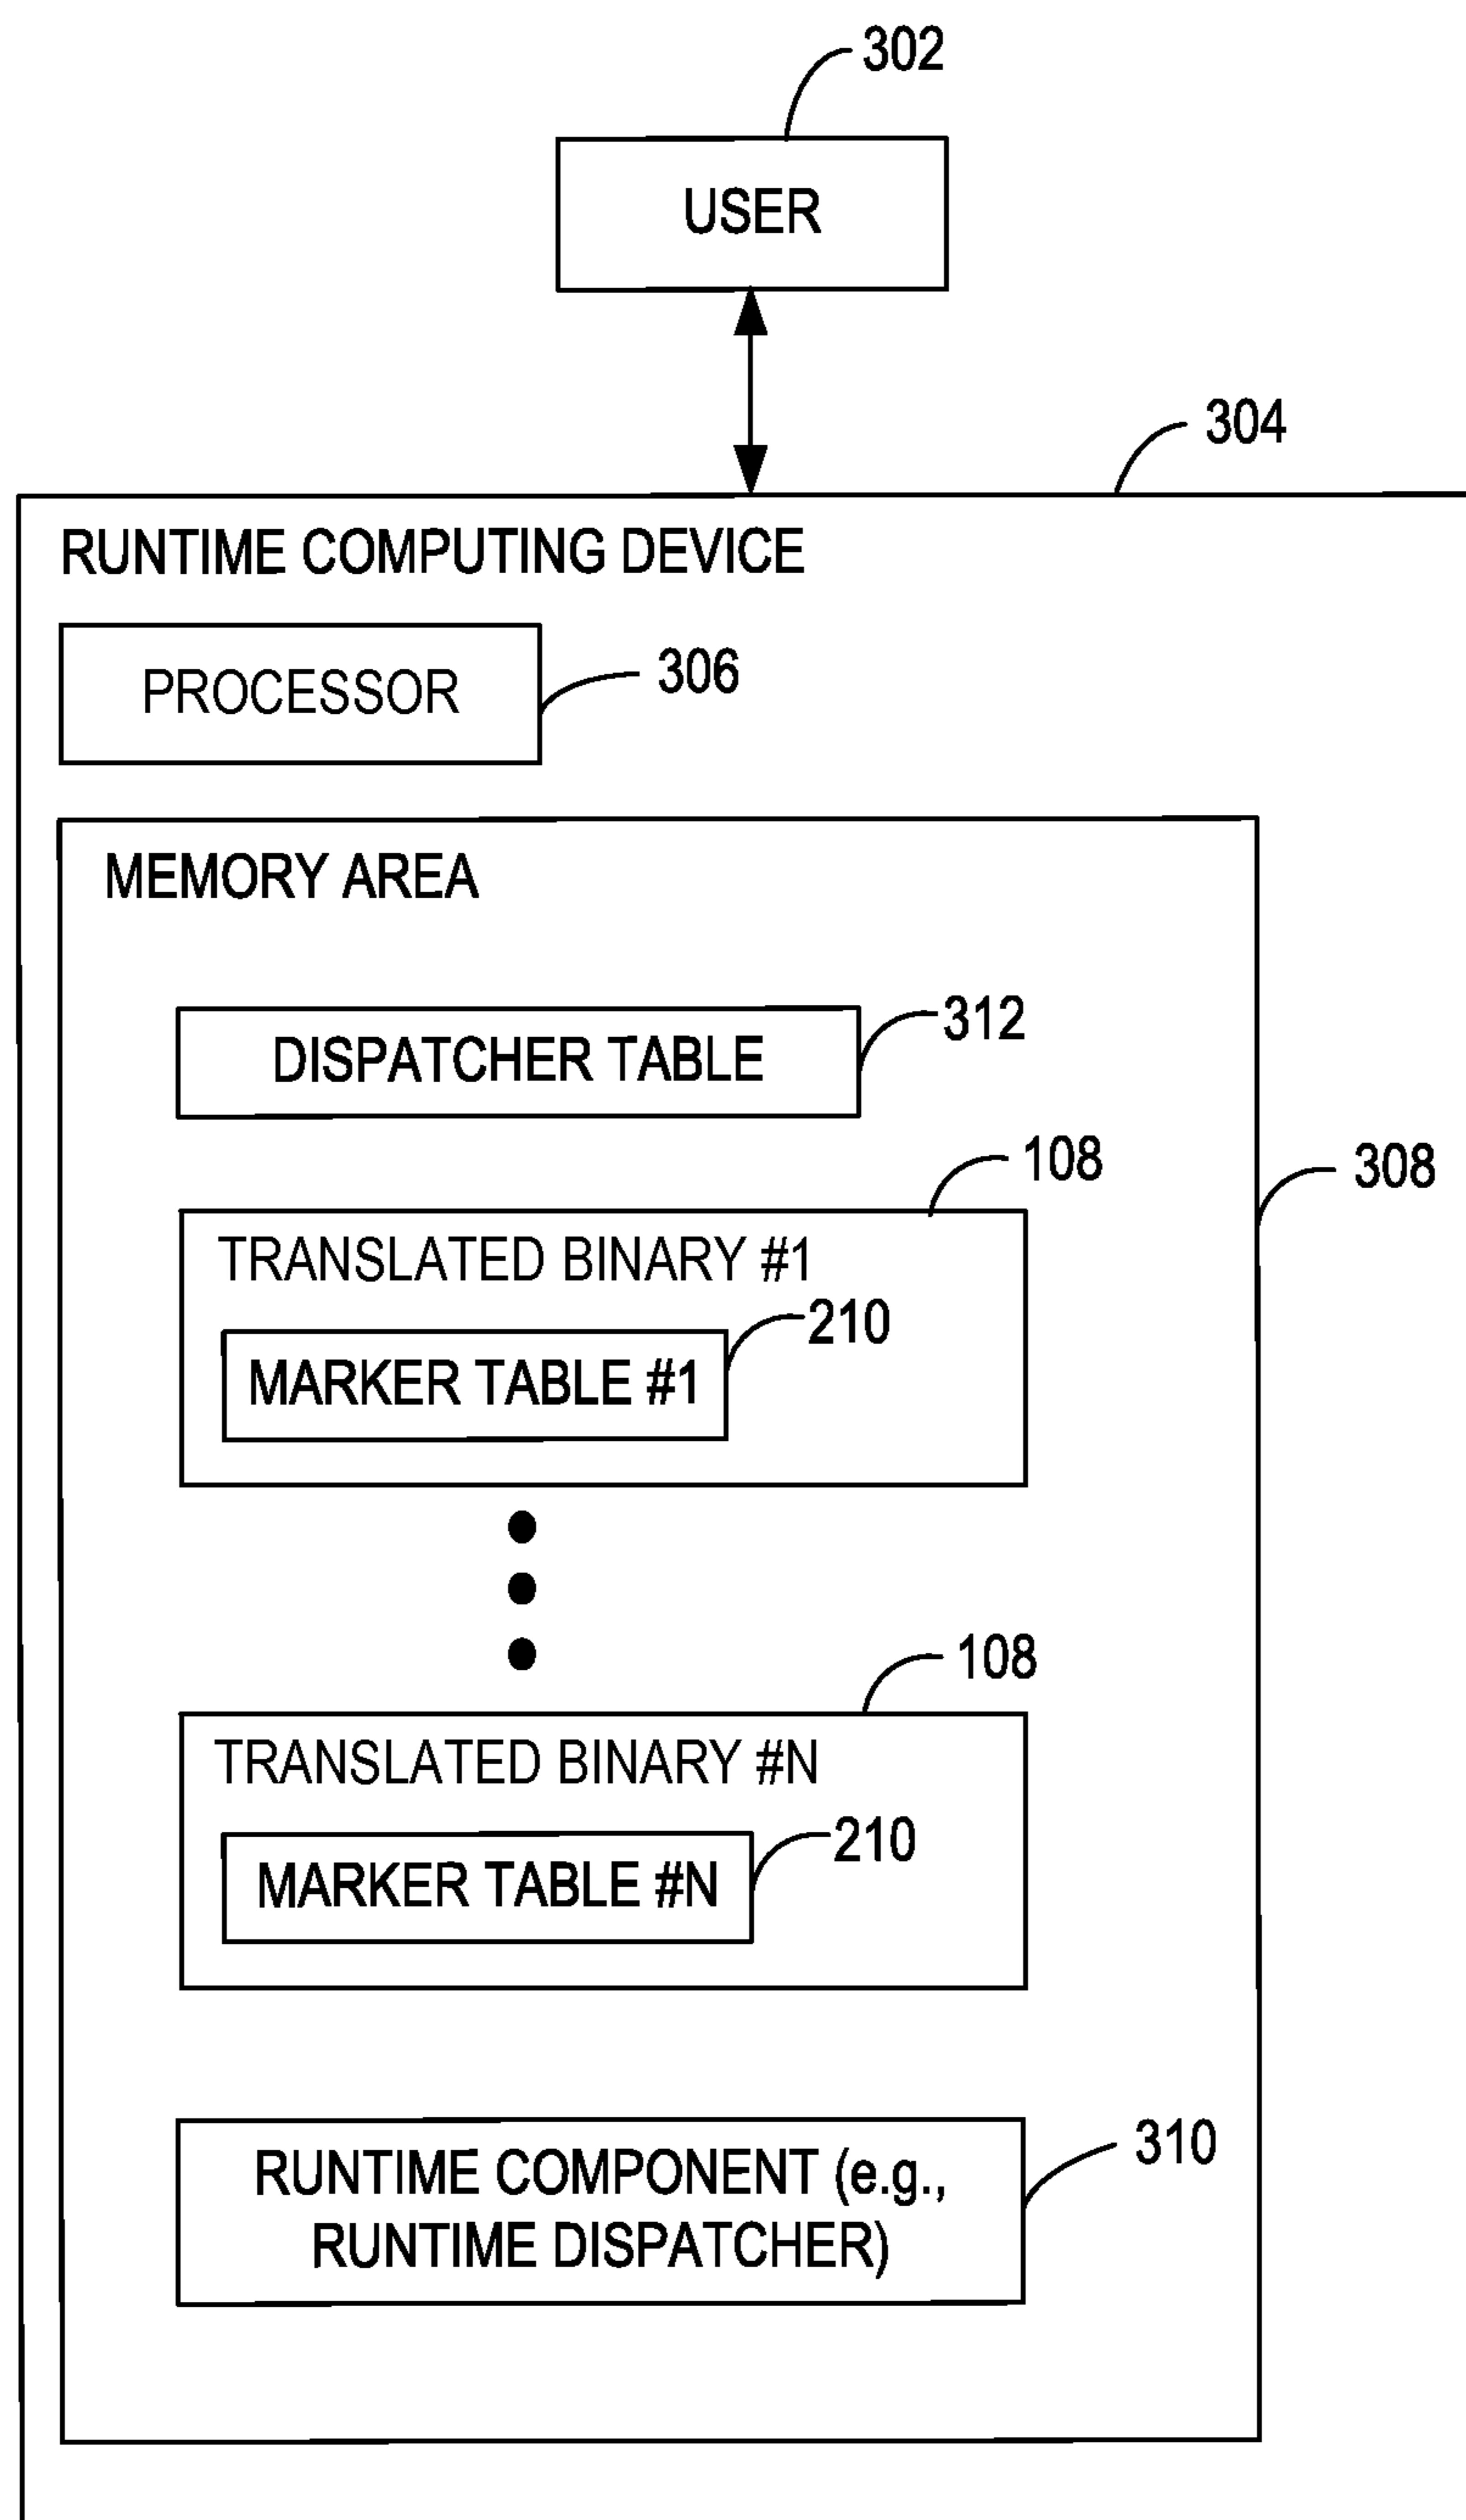 302
USER
304
RUNTIME COMPUTING DEVICE
PROCESSOR
306
MEMORY AREA
DISPATCHER TABLE
312
108
308
TRANSLATED BINARY #1
210
MARKER TABLE #1
108
TRANSLATED BINARY #N
210
MARKER TABLE #N
RUNTIME COMPONENT (e.g.,
RUNTIME DISPATCHER)
310